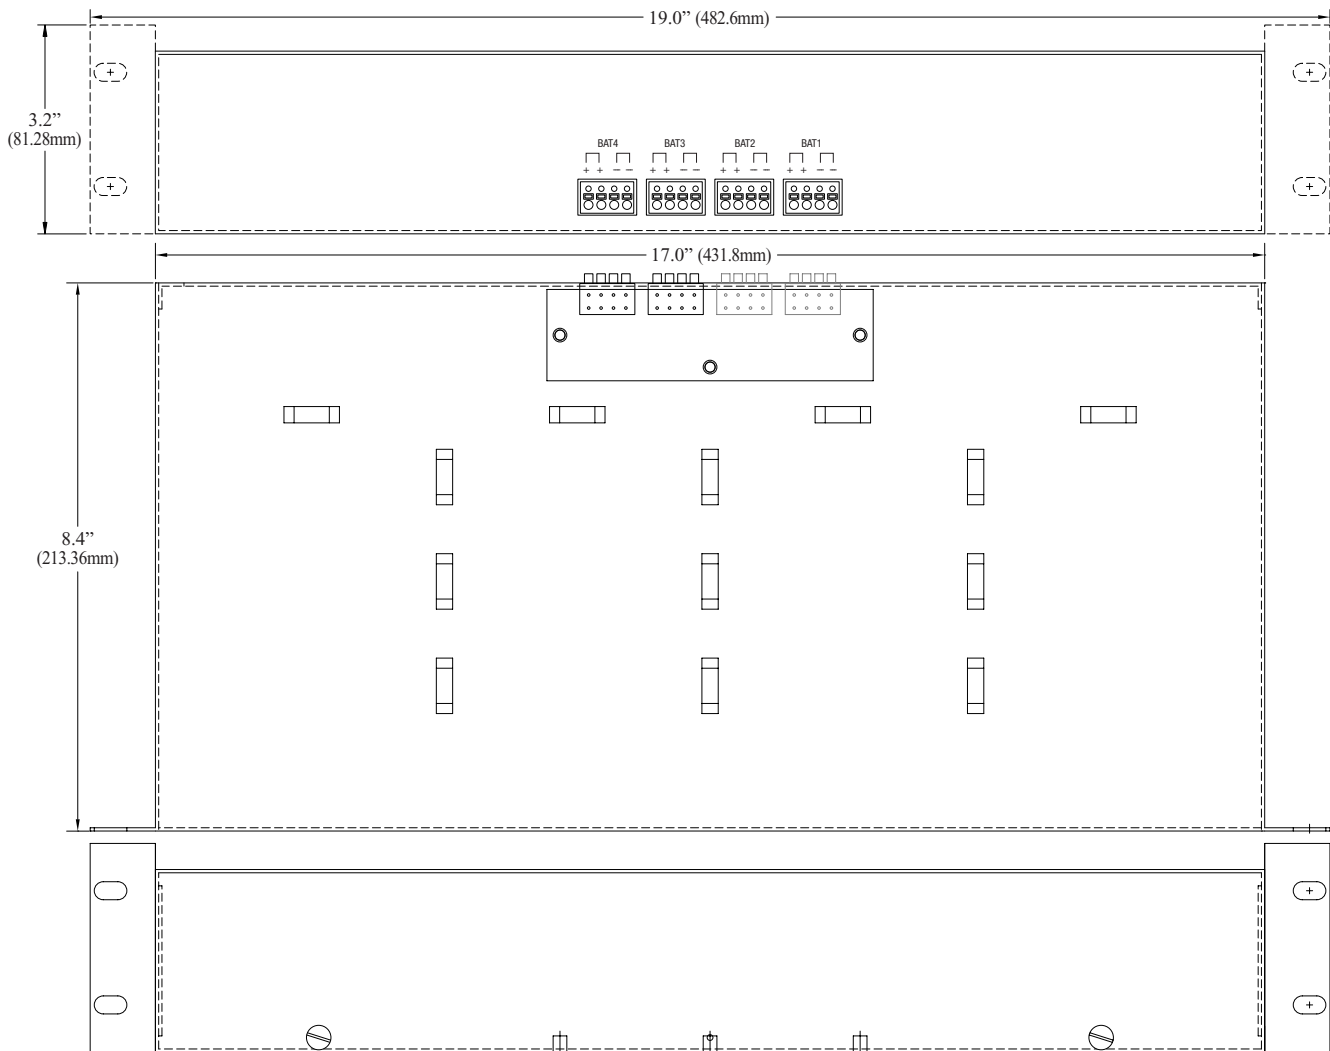 19.0” (482.6mm)
3.2”
(81.28mm)
BAT4 BAT3 BAT2 BAT1
+ + − − + + − − + + − − + + − −
17.0” (431.8mm)
8.4”
(213.36mm)